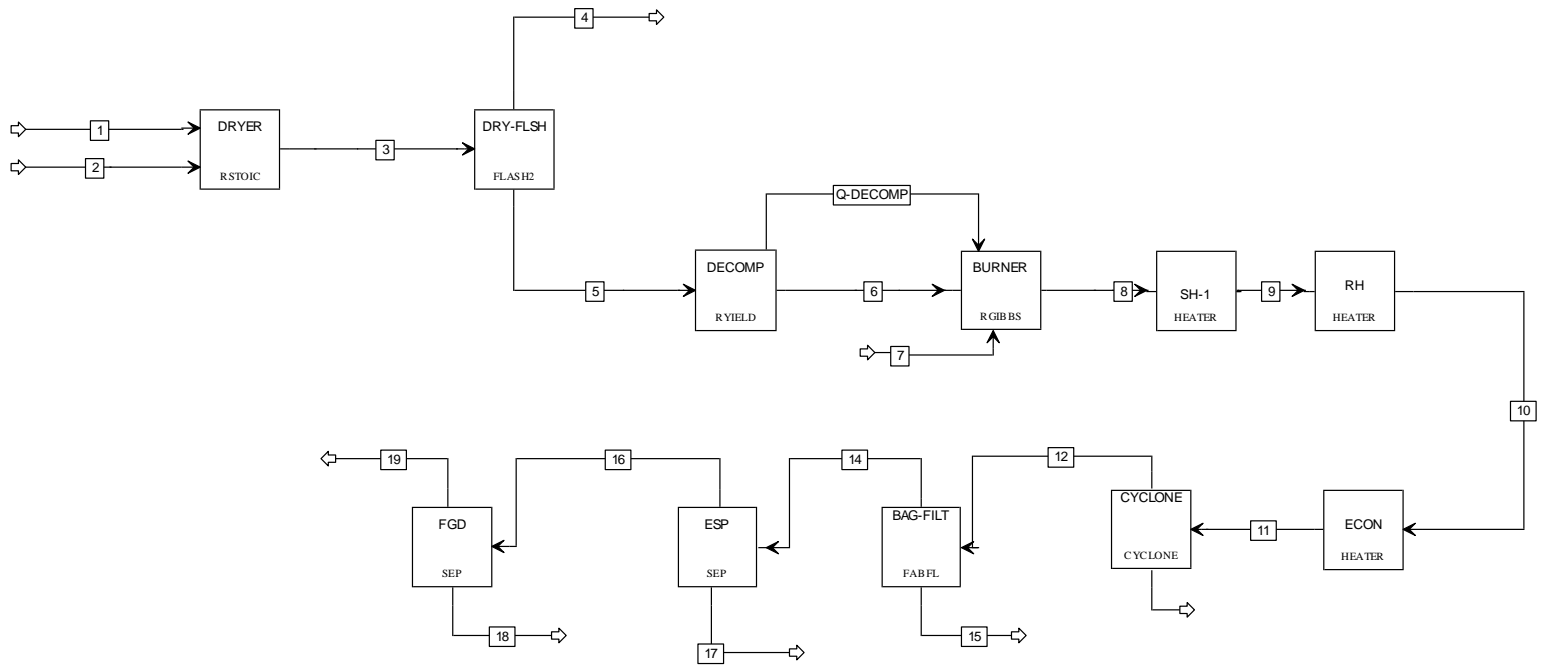 4
1
2
DRYER
RSTOIC
3
DRY-FLSH
FLASH2
5
Q-DECOMP
DECOMP
RYIELD
6
7
BURNER
RGIBBS
8
SH-1
HEATER
9
RH
HEATER
10
19
16
14
12
FGD
SEP
ESP
SEP
BAG-FILT
FABFL
CYCLONE
CYCLONE
11
ECON
HEATER
18
17
15